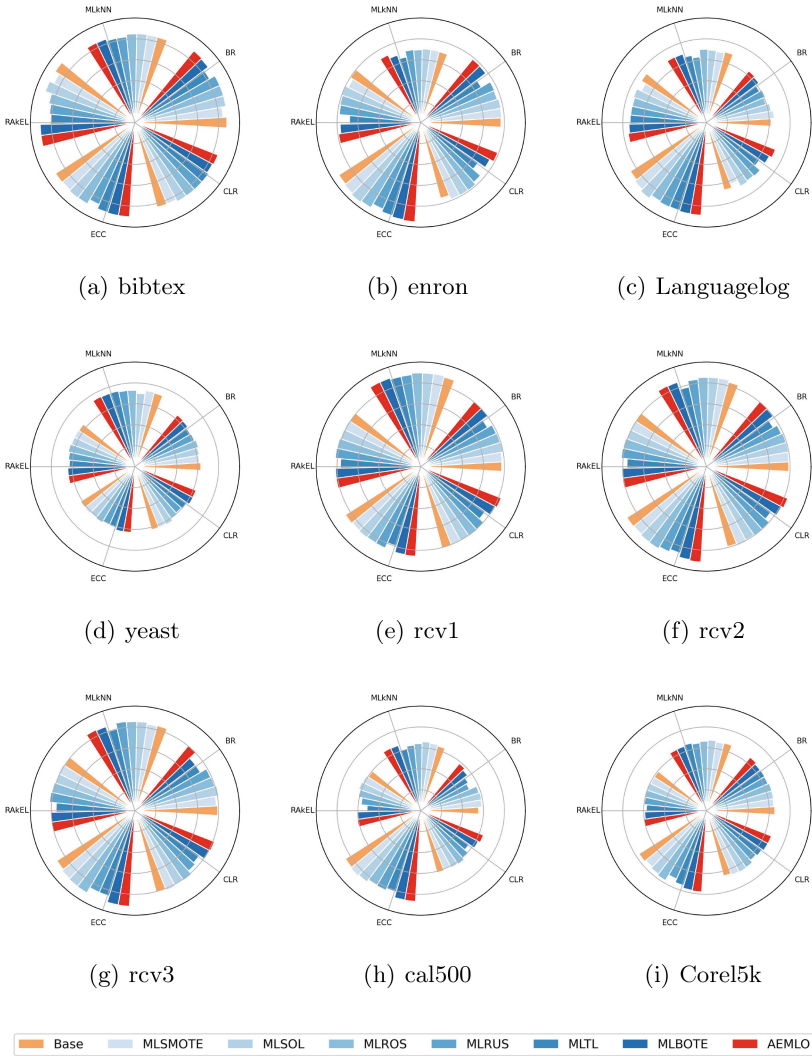 MLkNN MLkNN MLkNN
BR BR BR
RAkEL RAkEL RAkEL
CLR CLR CLR
ECC ECC ECC
(a) bibtex (b) enron (c) Languagelog
MLkNN MLkNN MLkNN
BR BR BR
RAkEL RAkEL RAkEL
CLR CLR CLR
ECC ECC ECC
(d) yeast (e) rcv1 (f) rcv2
MLkNN MLkNN MLkNN
BR BR BR
RAkEL RAkEL RAkEL
CLR CLR CLR
ECC ECC ECC
(g) rcv3 (h) cal500 (i) Corel5k
Base MLSMOTE MLSOL MLROS MLRUS MLTL MLBOTE AEMLO